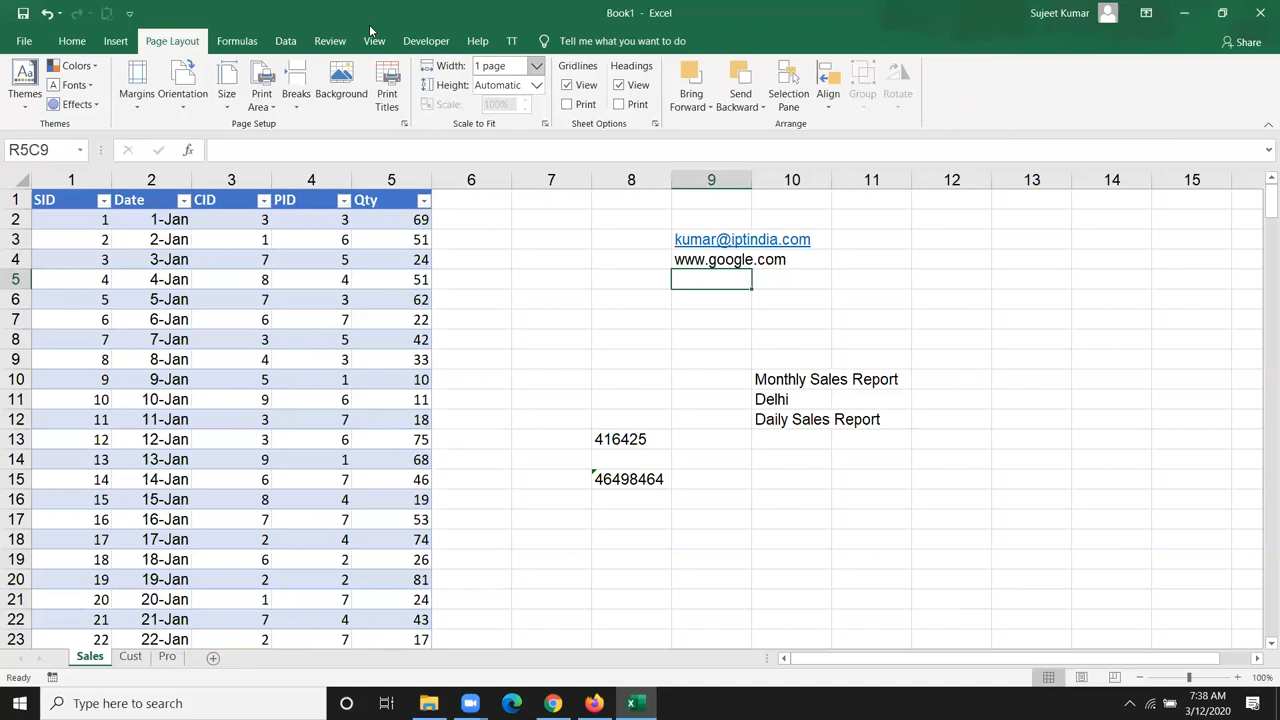 Book1 - Excel
Sujeet Kumar
File Home Insert Page Layout Formulas Data Review View Developer Help TT Tell me what you want to do Share
Themes
Colors
Fonts
Effects
Themes
Margins Orientation Size Print Area Breaks Background Print Titles
Page Setup
Width: 1 page
Height: Automatic
Scale: 100%
Scale to Fit
Gridlines Headings
View View
Print Print
Sheet Options
Bring Forward Send Backward Selection Pane Align Group Rotate
Arrange
R5C9 fx
1 2 3 4 5 6 7 8 9 10 11 12 13 14 15
1 SID Date CID PID Qty
2 1 1-Jan 3 3 69
3 2 2-Jan 1 6 51 kumar@iptindia.com
4 3 3-Jan 7 5 24 www.google.com
5 4 4-Jan 8 4 51
6 5 5-Jan 7 3 62
7 6 6-Jan 6 7 22
8 7 7-Jan 3 5 42
9 8 8-Jan 4 3 33
10 9 9-Jan 5 1 10 Monthly Sales Report
11 10 10-Jan 9 6 11 Delhi
12 11 11-Jan 3 7 18 Daily Sales Report
13 12 12-Jan 3 6 75 416425
14 13 13-Jan 9 1 68
15 14 14-Jan 6 7 46 46498464
16 15 15-Jan 8 4 19
17 16 16-Jan 7 7 53
18 17 17-Jan 2 4 74
19 18 18-Jan 6 2 26
20 19 19-Jan 2 2 81
21 20 20-Jan 1 7 24
22 21 21-Jan 7 4 43
23 22 22-Jan 2 7 17
Sales Cust Pro
Ready 100%
Type here to search
7:38 AM
3/12/2020